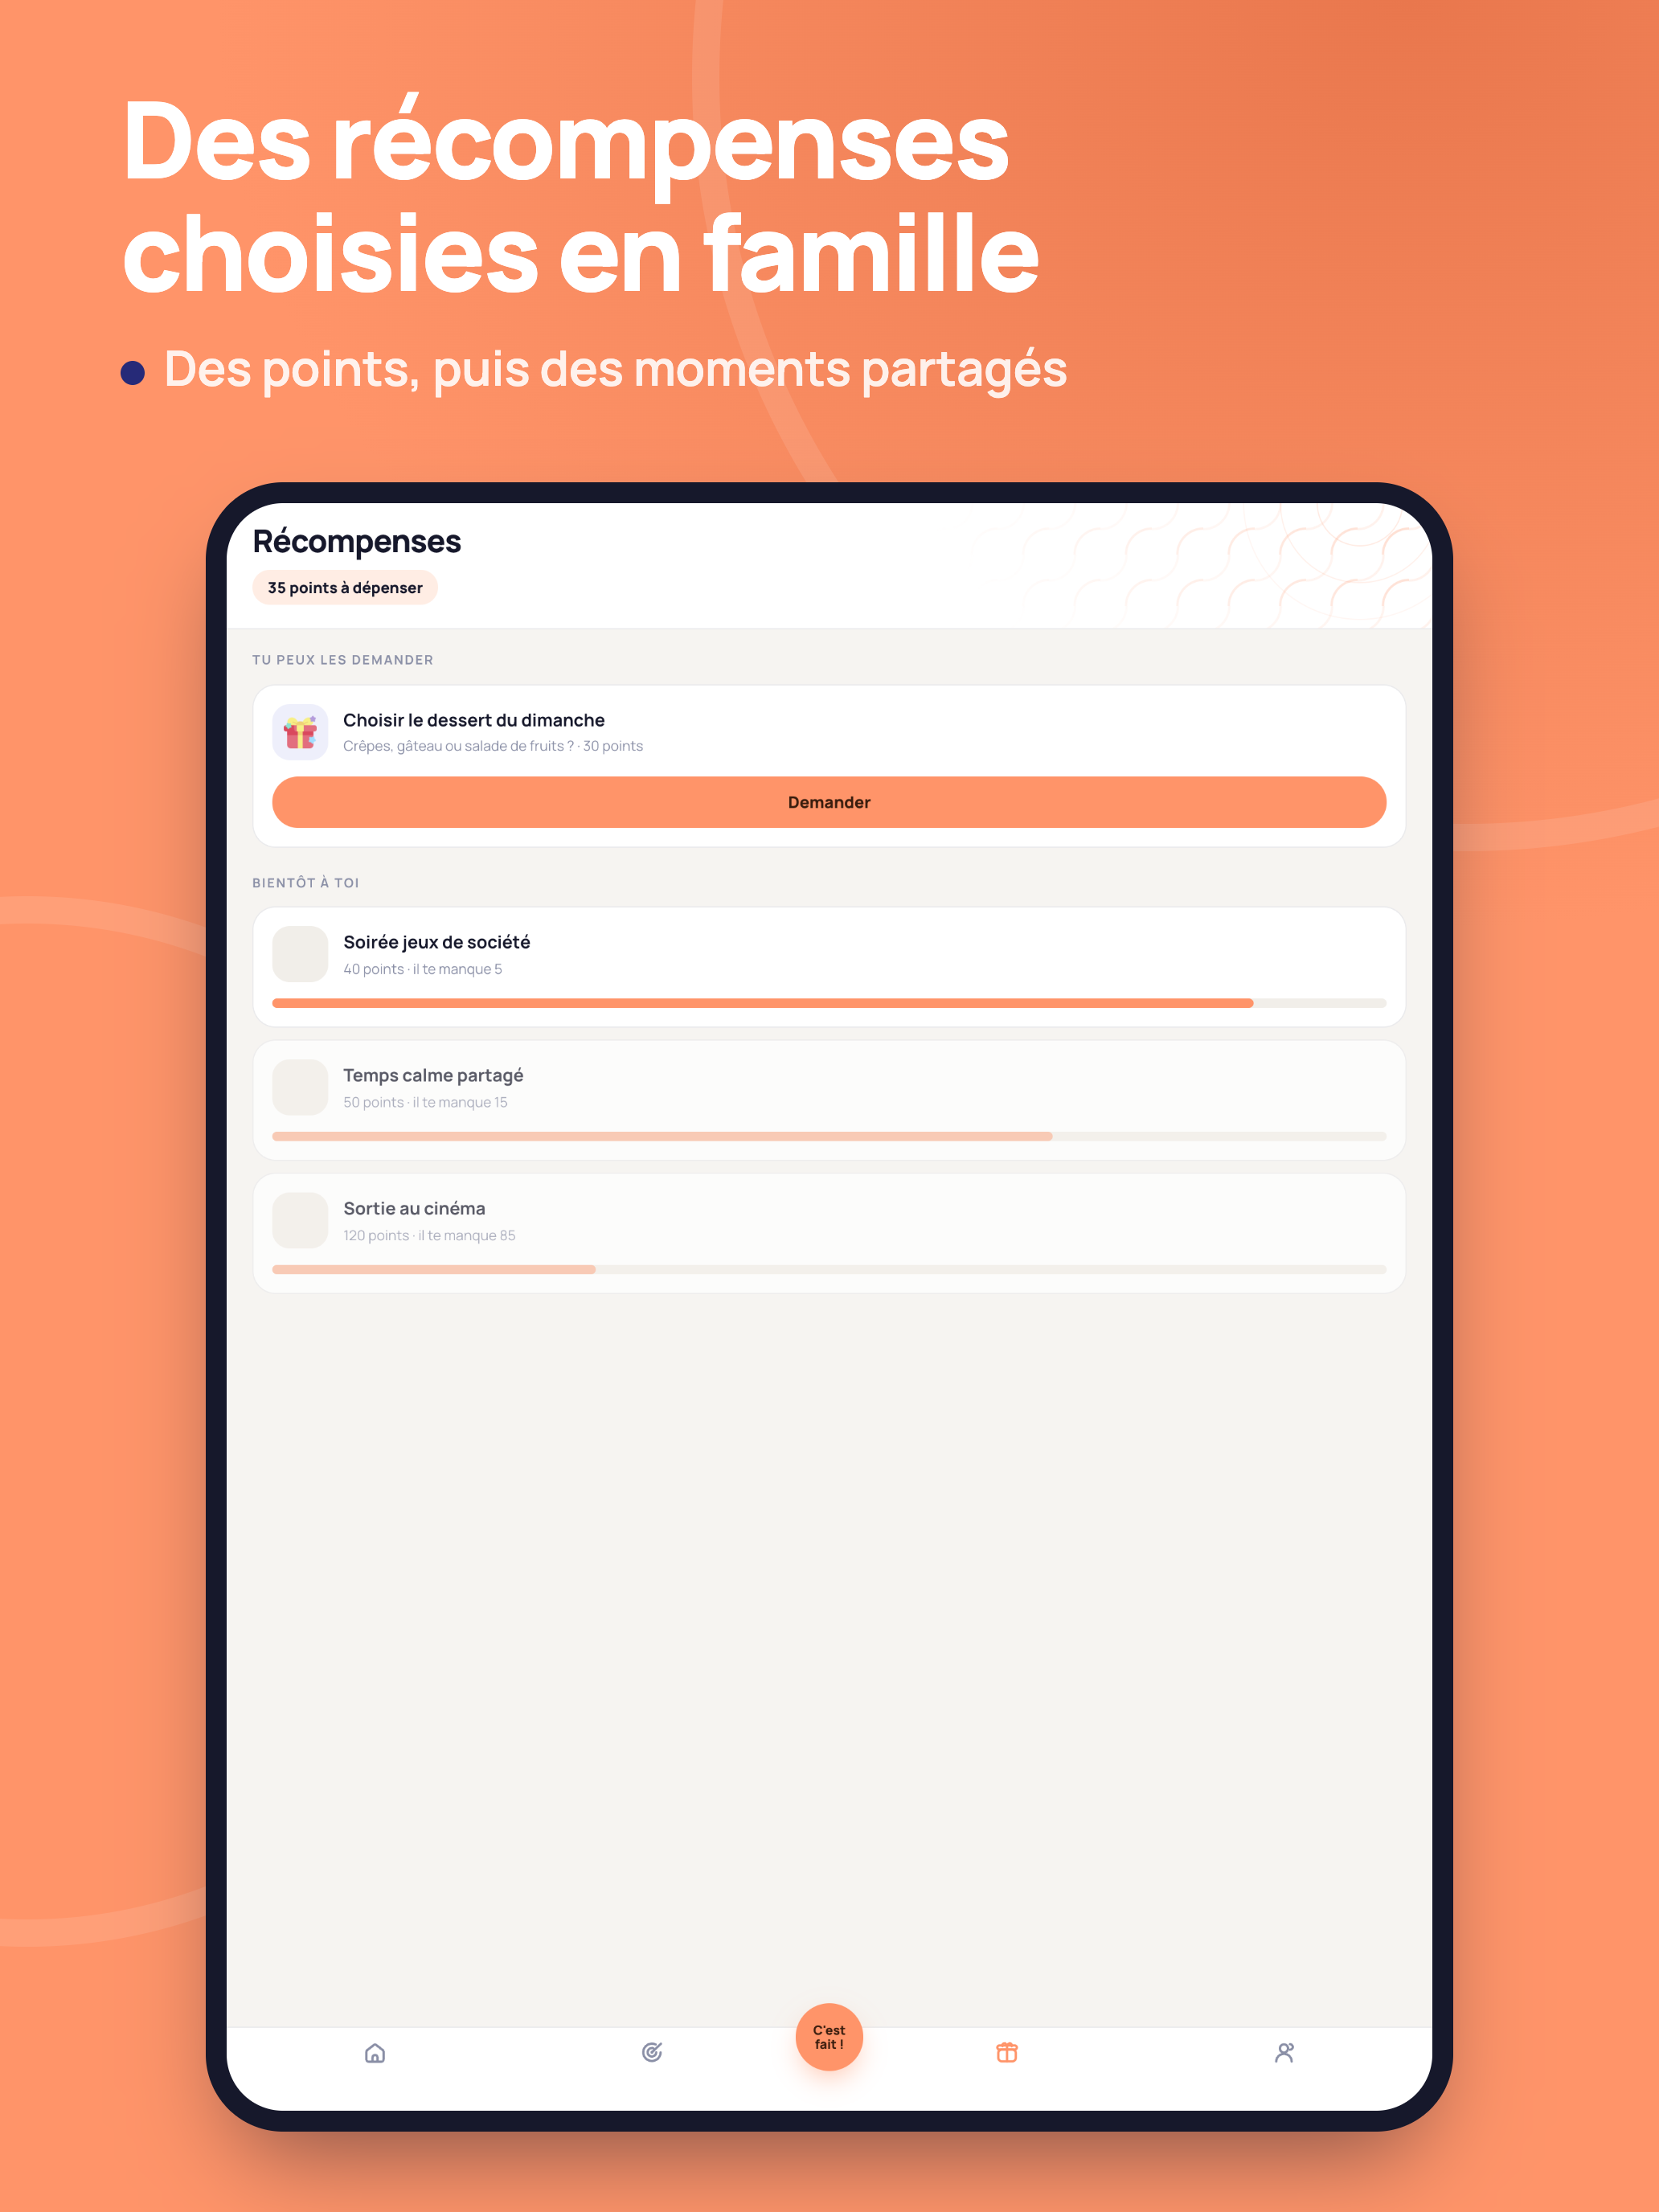 Des récompenses
choisies en famille
Des points, puis des moments partagés
Récompenses
35 points à dépenser
TU PEUX LES DEMANDER
Choisir le dessert du dimanche
Crêpes, gâteau ou salade de fruits ? · 30 points
Demander
BIENTÔT À TOI
Soirée jeux de société
40 points · il te manque 5
Temps calme partagé
50 points · il te manque 15
Sortie au cinéma
120 points · il te manque 85
C'est
fait !